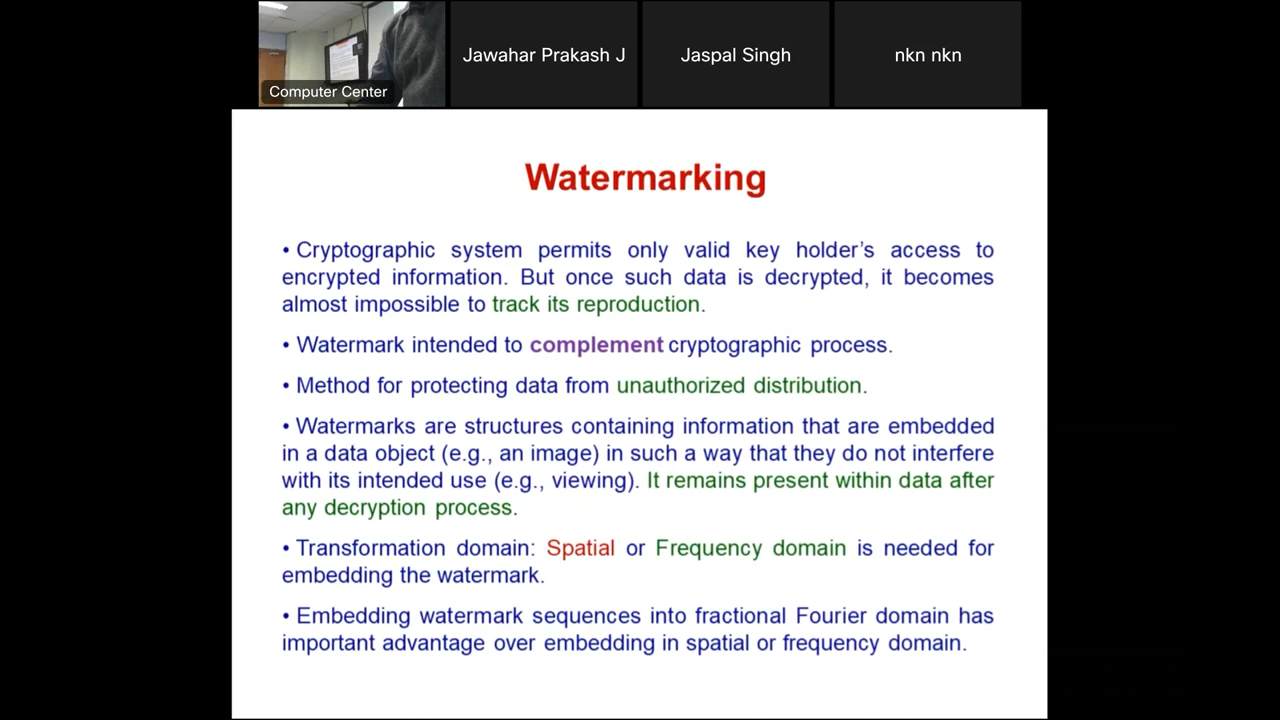 Jawahar Prakash J
Jaspal Singh
nkn nkn
Computer Center
Watermarking
• Cryptographic system permits only valid key holder’s access to
encrypted information. But once such data is decrypted, it becomes
almost impossible to track its reproduction.
• Watermark intended to complement cryptographic process.
• Method for protecting data from unauthorized distribution.
• Watermarks are structures containing information that are embedded
in a data object (e.g., an image) in such a way that they do not interfere
with its intended use (e.g., viewing). It remains present within data after
any decryption process.
• Transformation domain: Spatial or Frequency domain is needed for
embedding the watermark.
• Embedding watermark sequences into fractional Fourier domain has
important advantage over embedding in spatial or frequency domain.